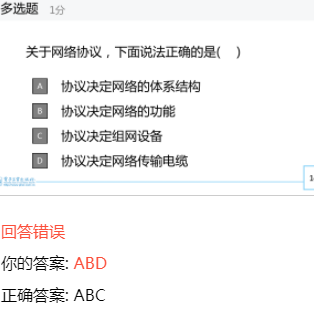 多选题 1分
关于网络协议，下面说法正确的是( )
A 协议决定网络的体系结构
B 协议决定网络的功能
C 协议决定组网设备
D 协议决定网络传输电缆
回答错误
你的答案: ABD
正确答案: ABC